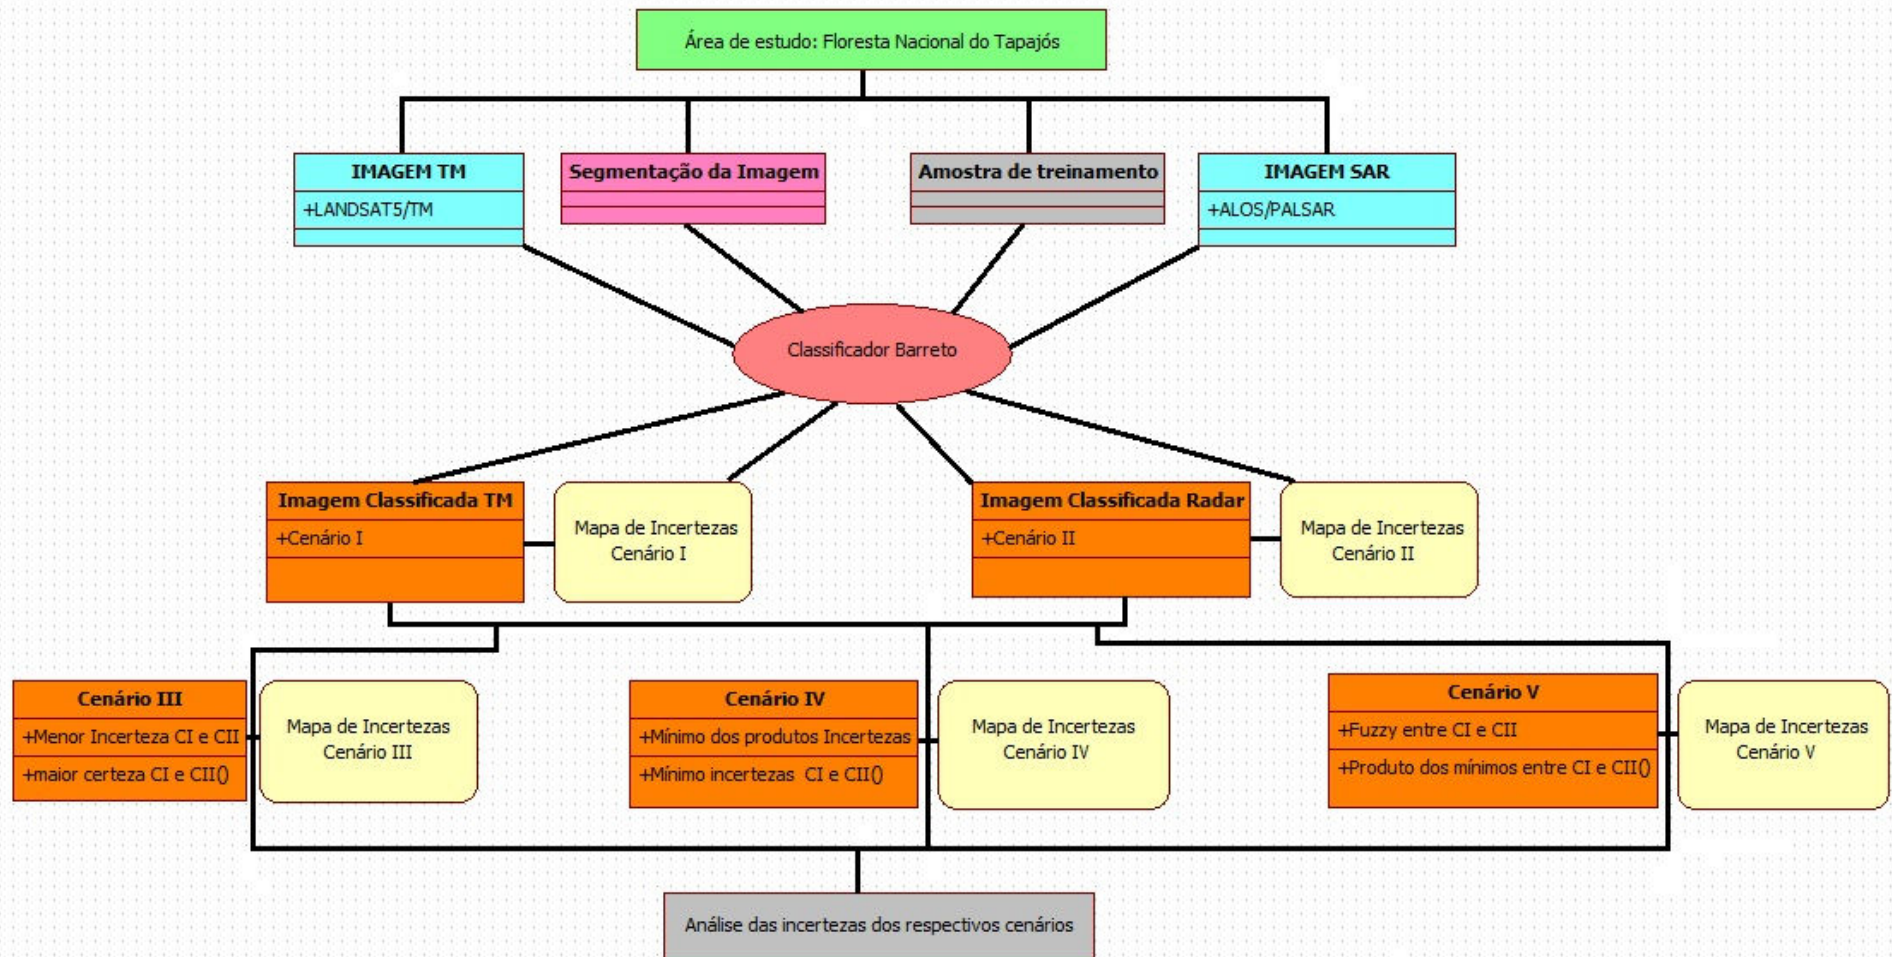 Área de estudo: Floresta Nacional do Tapajós
IMAGEM TM
+LANDSAT5/TM
Segmentação da Imagem
Amostra de treinamento
IMAGEM SAR
+ALOS/PALSAR
Classificador Barreto
Imagem Classificada TM
+Cenário I
Mapa de Incertezas
Cenário I
Imagem Classificada Radar
+Cenário II
Mapa de Incertezas
Cenário II
Cenário III
+Menor Incerteza CI e CII
+maior certeza CI e CII()
Mapa de Incertezas
Cenário III
Cenário IV
+Mínimo dos produtos Incertezas
+Mínimo incertezas CI e CII()
Mapa de Incertezas
Cenário IV
Cenário V
+Fuzzy entre CI e CII
+Produto dos mínimos entre CI e CII()
Mapa de Incertezas
Cenário V
Análise das incertezas dos respectivos cenários